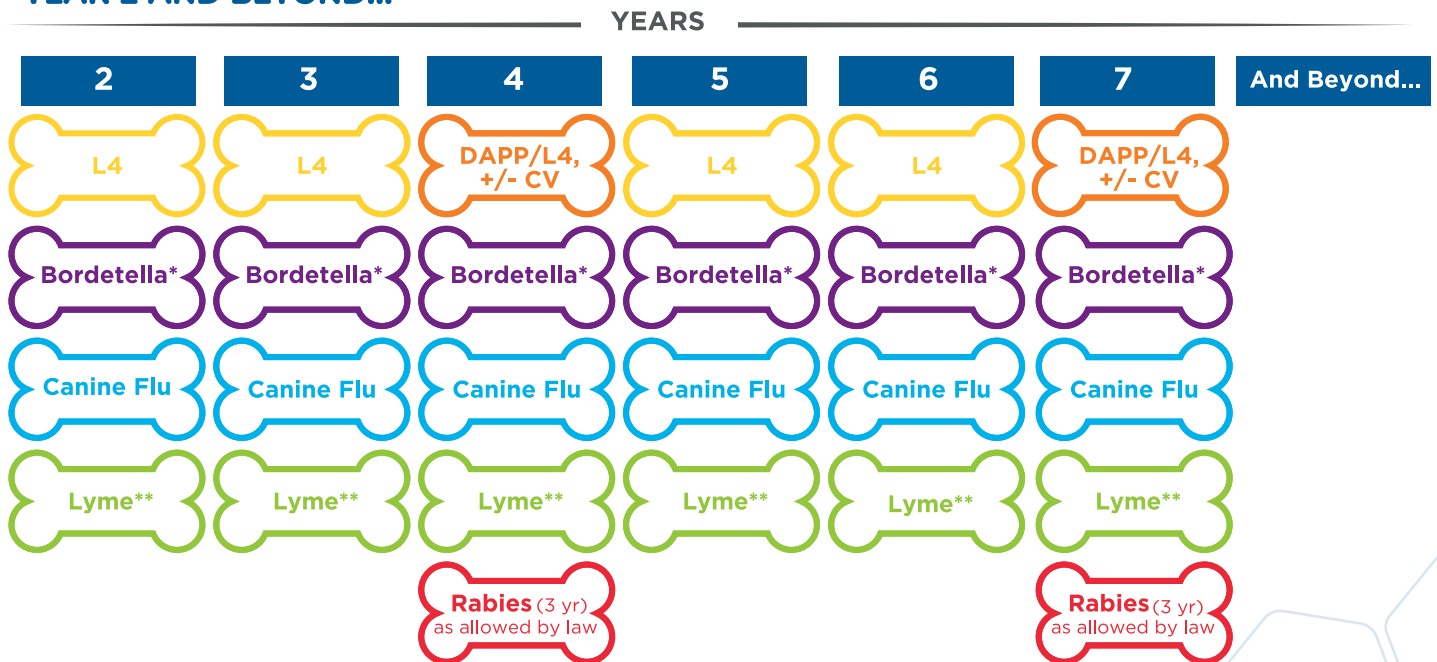 YEARS
2 3 4 5 6 7 And Beyond...
L4 L4 DAPP/L4, L4 L4 DAPP/L4,
+/- CV +/- CV
Bordetella* Bordetella* Bordetella* Bordetella* Bordetella* Bordetella*
Canine Flu Canine Flu Canine Flu Canine Flu Canine Flu Canine Flu
Lyme** Lyme** Lyme** Lyme** Lyme** Lyme**
Rabies (3 yr) Rabies (3 yr)
as allowed by law as allowed by law